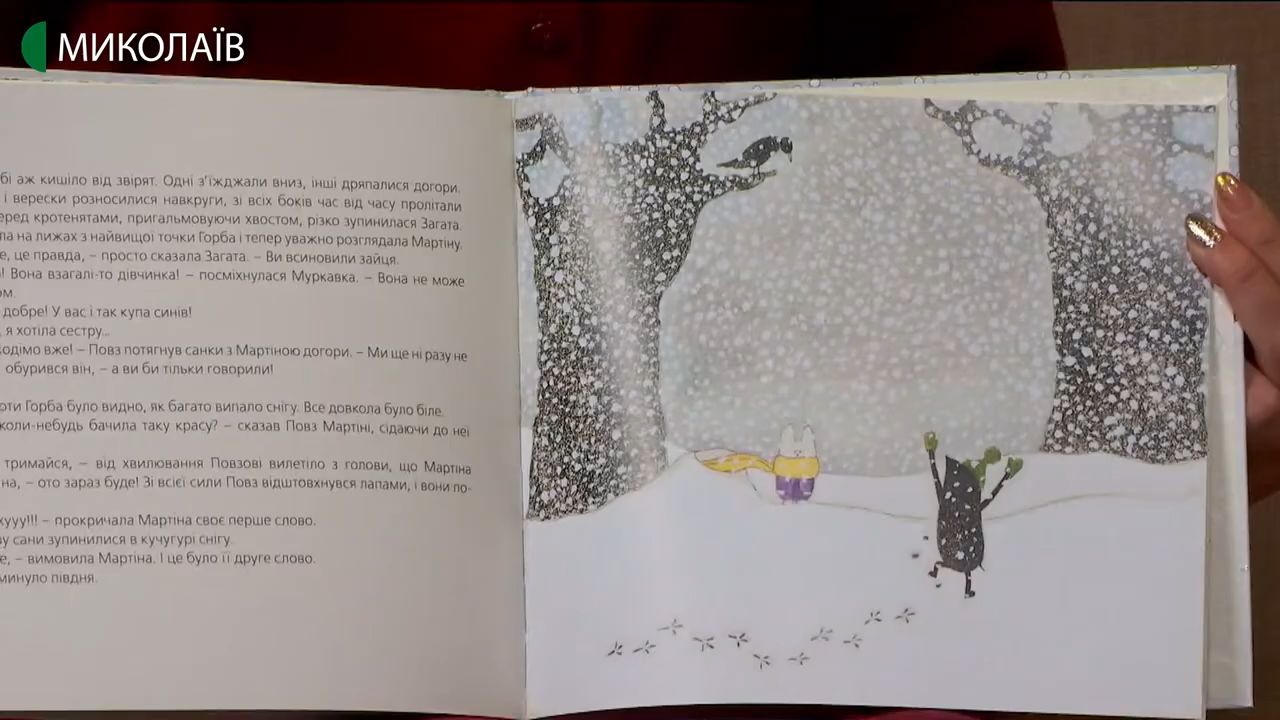 МИКОЛАЇВ
бі аж кишіло від звірят. Одні з’їжджали вниз, інші дряпалися догори.
і верески розносилися навкруги, зі всіх боків час від часу пролітали
еред кротенятами, пригальмовуючи хвостом, різко зупинилася Загата.
ла на лижах з найвищої точки Горба і тепер уважно розглядала Мартіну.
е, це правда, – просто сказала Загата. – Ви всиновили зайця.
! Вона взагалі-то дівчинка! – посміхнулася Муркавка. – Вона не може
ом.
добре! У вас і так купа синів!
, я хотіла сестру...
ходімо вже! – Повз потягнув санки з Мартіною догори. – Ми ще ні разу не
обурився він, – а ви би тільки говорили!
рти Горба було видно, як багато випало снігу. Все довкола було біле.
коли-небудь бачила таку красу? – сказав Повз Мартіні, сідаючи до неї
тримайся, – від хвилювання Повзові вилетіло з голови, що Мартіна
на, – ото зараз буде! Зі всієї сили Повз відштовхнувся лапами, і вони по-
хууу!!! – прокричала Мартіна своє перше слово.
у сани зупинилися в кучугурі снігу.
е, – вимовила Мартіна. І це було її друге слово.
минуло півдня.